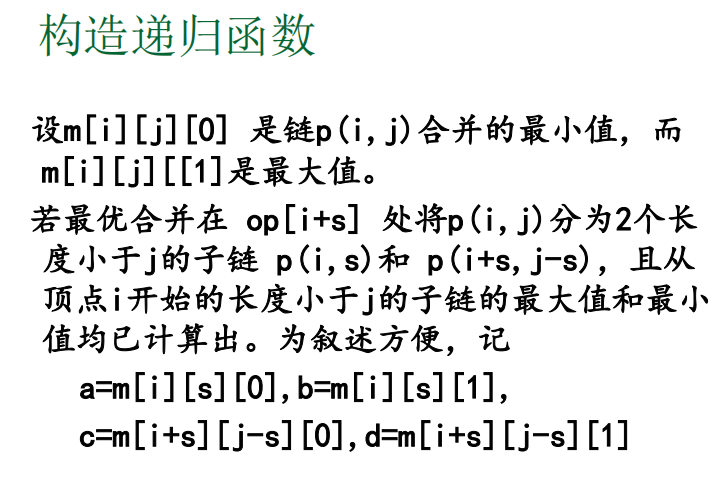 构造递归函数
设m[i][j][0] 是链p(i,j)合并的最小值，而
m[i][j][[1]是最大值。
若最优合并在 op[i+s] 处将p(i,j)分为2个长
度小于j的子链 p(i,s)和 p(i+s,j-s)，且从
顶点i开始的长度小于j的子链的最大值和最小
值均已计算出。为叙述方便，记
a=m[i][s][0],b=m[i][s][1],
c=m[i+s][j-s][0],d=m[i+s][j-s][1]